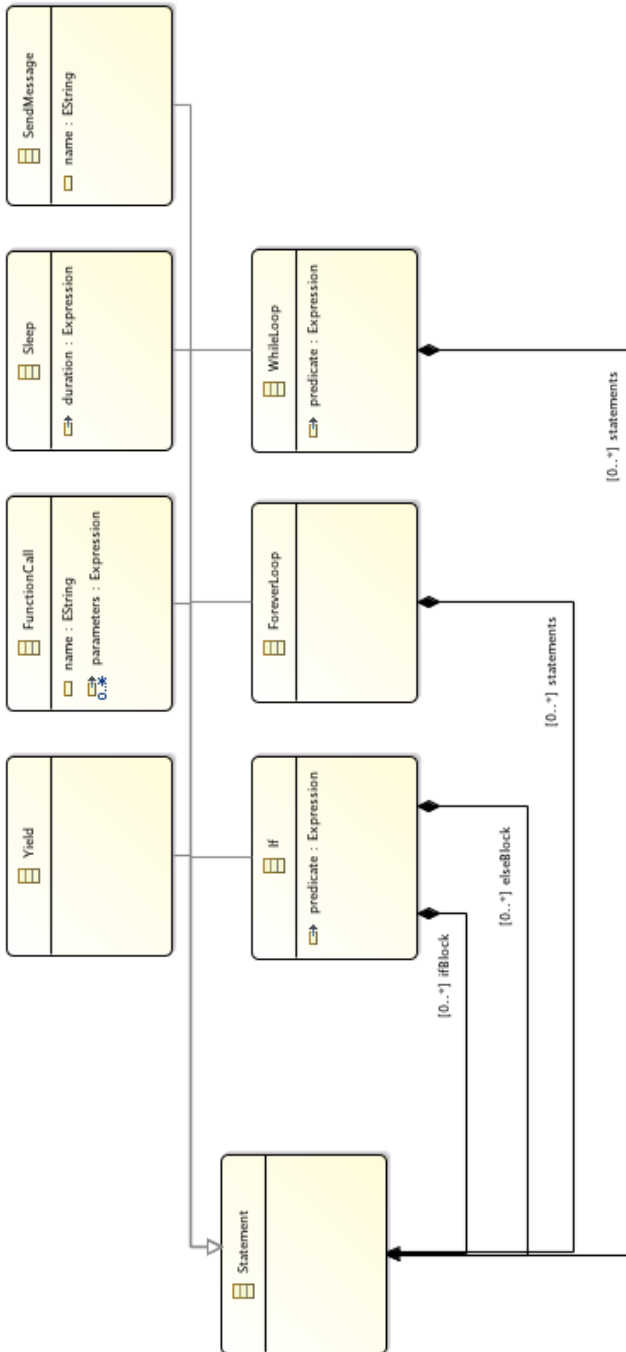 Statement
Yield
FunctionCall
name : EString
0..*
parameters : Expression
Sleep
duration : Expression
SendMessage
name : EString
If
predicate : Expression
ForeverLoop
WhileLoop
predicate : Expression
[0..*] ifBlock
[0..*] elseBlock
[0..*] statements
[0..*] statements